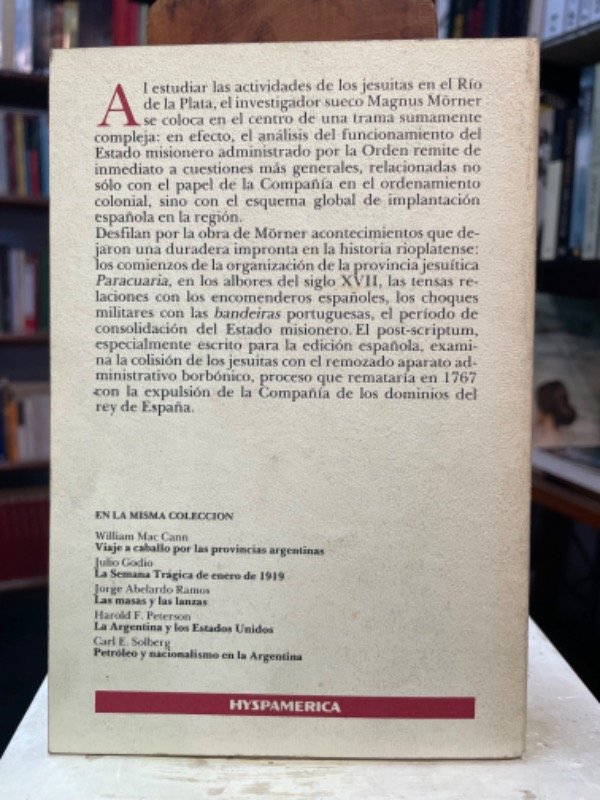 Al estudiar las actividades de los jesuitas en el Río
de la Plata, el investigador sueco Magnus Mörner
se coloca en el centro de una trama sumamente
compleja: en efecto, el análisis del funcionamiento del
Estado misionero administrado por la Orden remite de
inmediato a cuestiones más generales, relacionadas no
sólo con el papel de la Compañía en el ordenamiento
colonial, sino con el esquema global de implantación
española en la región.
Desfilan por la obra de Mörner acontecimientos que de-
jaron una duradera impronta en la historia rioplatense:
los comienzos de la organización de la provincia jesuítica
Paracuaria, en los albores del siglo XVII, las tensas re-
laciones con los encomenderos españoles, los choques
militares con las bandeiras portuguesas, el período de
consolidación del Estado misionero. El post-scriptum,
especialmente escrito para la edición española, exami-
na la colisión de los jesuitas con el remozado aparato ad-
ministrativo borbónico, proceso que remataría en 1767
con la expulsión de la Compañía de los dominios del
rey de España.
EN LA MISMA COLECCION
William Mac Cann
Viaje a caballo por las provincias argentinas
Julio Godio
La Semana Trágica de enero de 1919
Jorge Abelardo Ramos
Las masas y las lanzas
Harold F. Peterson
La Argentina y los Estados Unidos
Carl E. Solberg
Petróleo y nacionalismo en la Argentina
HYSPAMERICA